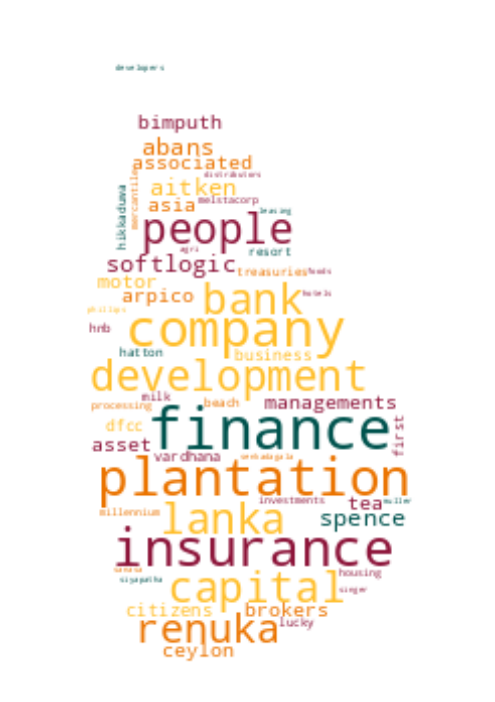 developers
bimputh
abans
associated
distributors
mercantile
aitken
hikkaduwa
asia
melstacorp
leasing
people
agri
resort
softlogic
treasuries
foods
motor
arpico
bank
hotels
phillips
hnb
company
hatton
business
development
milk
processing
beach
managements
finance
first
dfcc
asset
vardhana
welladagala
plantation
investments
tea
muller
millennium
lanka
spence
insurance
sanasa
siyapatha
housing
capital
singer
citizens
brokers
renuka
lucky
ceylon